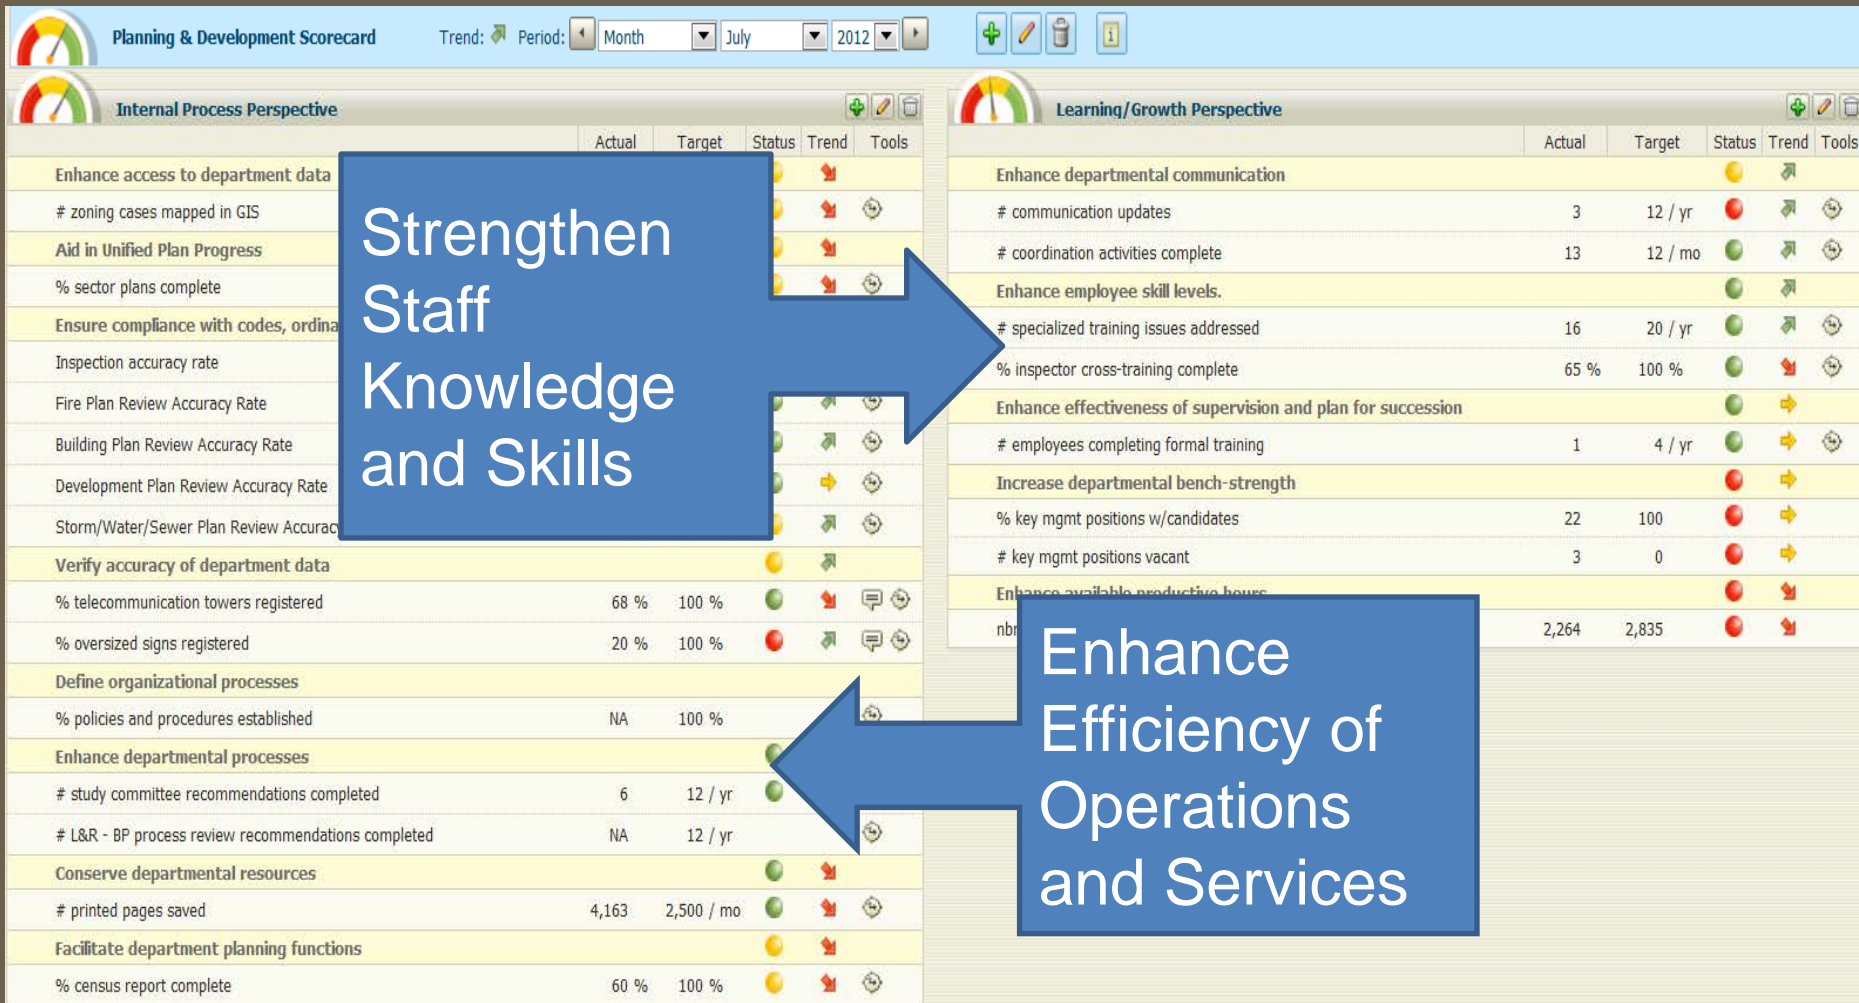 Planning & Development Scorecard Trend: Period: Month July 2012
Internal Process Perspective
Actual Target Status Trend Tools
Enhance access to department data
# zoning cases mapped in GIS
Aid in Unified Plan Progress
% sector plans complete
Ensure compliance with codes,
Inspection accuracy rate
Fire Plan Review Accuracy Rate
Building Plan Review Accuracy Rate
Development Plan Review Accuracy Rate
Storm/Water/Sewer Plan Review
Verify accuracy of department data
% telecommunication towers registered 68 % 100 %
% oversized signs registered 20 % 100 %
Define organizational processes
% policies and procedures established NA 100 %
Enhance departmental processes
# study committee recommendations completed 6 12 / yr
# L&R - BP process review recommendations completed NA 12 / yr
Conserve departmental resources
# printed pages saved 4,163 2,500 / mo
Facilitate department planning functions
% census report complete 60 % 100 %
Strengthen
Staff
Knowledge
and Skills
Learning/Growth Perspective
Actual Target Status Trend Tools
Enhance departmental communication
# communication updates 3 12 / yr
# coordination activities complete 13 12 / mo
Enhance employee skill levels.
# specialized training issues addressed 16 20 / yr
% inspector cross-training complete 65 % 100 %
Enhance effectiveness of supervision and plan for succession
# employees completing formal training 1 4 / yr
Increase departmental bench-strength
% key mgmt positions w/candidates 22 100
# key mgmt positions vacant 3 0
Enhance available productive hours
2,264 2,835
Enhance
Efficiency of
Operations
and Services